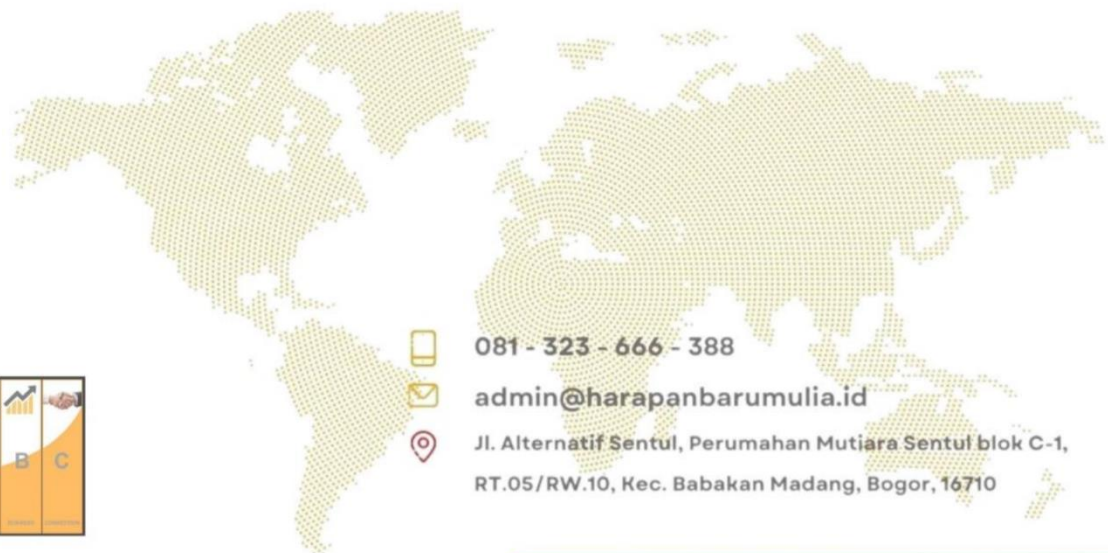 081 - 323 - 666 - 388
admin@harapanbarumulia.id
Jl. Alternatif Sentul, Perumahan Mutiara Sentul blok C-1,
RT.05/RW.10, Kec. Babakan Madang, Bogor, 16710
B C